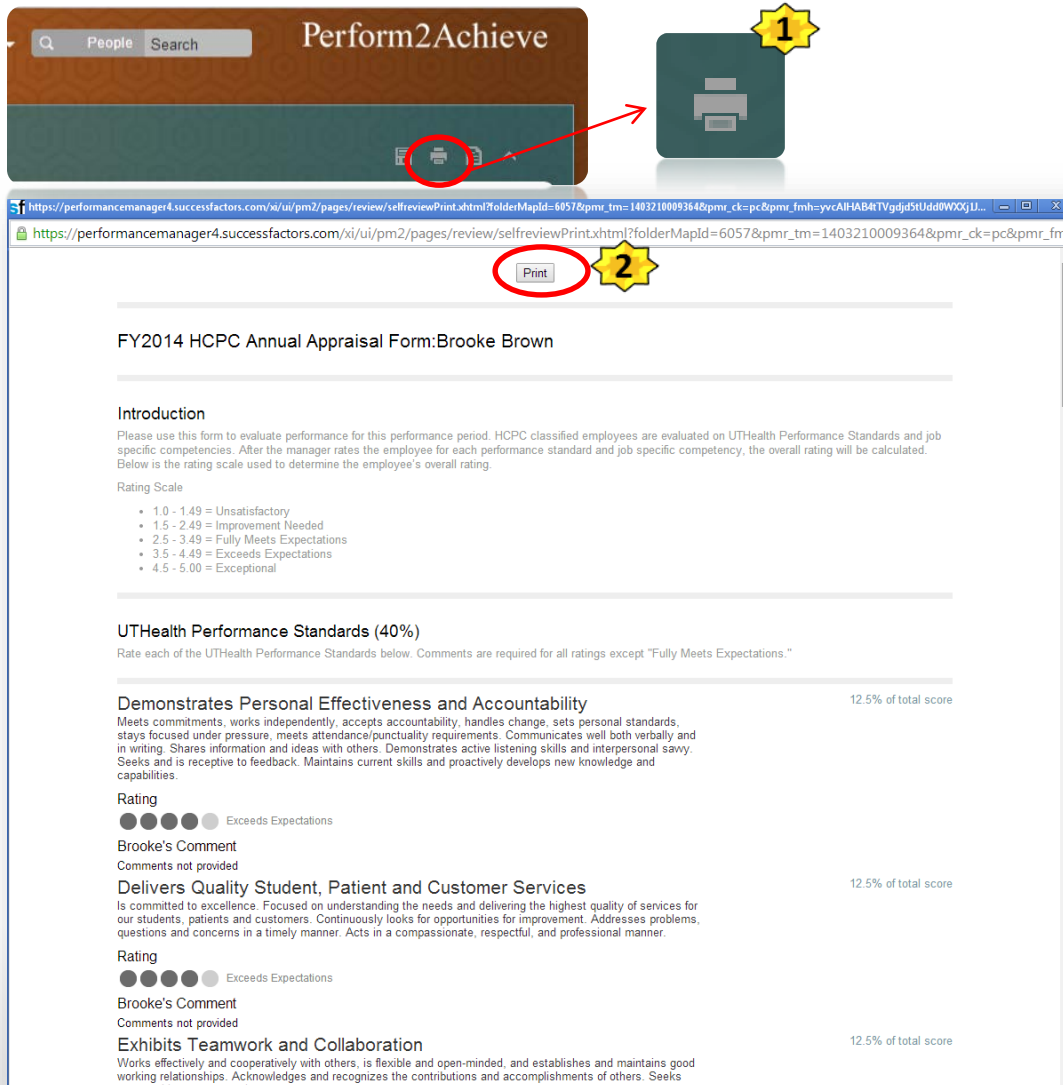 People Search Perform2Achieve
1
https://performancemanager4.successfactors.com/xi/ui/pm2/pages/review/selfreviewPrint.xhtml?folderMapId=6057&pmr_tm=1403210009364&pmr_ck=pc&pmr_fmh=
https://performancemanager4.successfactors.com/xi/ui/pm2/pages/review/selfreviewPrint.xhtml?folderMapId=6057&pmr_tm=1403210009364&pmr_ck=pc&pmr_fm
Print 2
FY2014 HCPC Annual Appraisal Form:Brooke Brown
Introduction
Please use this form to evaluate performance for this performance period. HCPC classified employees are evaluated on UTHealth Performance Standards and job
specific competencies. After the manager rates the employee for each performance standard and job specific competency, the overall rating will be calculated.
Below is the rating scale used to determine the employee's overall rating.
Rating Scale
• 1.0 - 1.49 = Unsatisfactory
• 1.5 - 2.49 = Improvement Needed
• 2.5 - 3.49 = Fully Meets Expectations
• 3.5 - 4.49 = Exceeds Expectations
• 4.5 - 5.00 = Exceptional
UTHealth Performance Standards (40%)
Rate each of the UTHealth Performance Standards below. Comments are required for all ratings except "Fully Meets Expectations."
Demonstrates Personal Effectiveness and Accountability 12.5% of total score
Meets commitments, works independently, accepts accountability, handles change, sets personal standards,
stays focused under pressure, meets attendance/punctuality requirements. Communicates well both verbally and
in writing. Shares information and ideas with others. Demonstrates active listening skills and interpersonal savvy.
Seeks and is receptive to feedback. Maintains current skills and proactively develops new knowledge and
capabilities.
Rating
Exceeds Expectations
Brooke's Comment
Comments not provided
Delivers Quality Student, Patient and Customer Services 12.5% of total score
Is committed to excellence. Focused on understanding the needs and delivering the highest quality of services for
our students, patients and customers. Continuously looks for opportunities for improvement. Addresses problems,
questions and concerns in a timely manner. Acts in a compassionate, respectful, and professional manner.
Rating
Exceeds Expectations
Brooke's Comment
Comments not provided
Exhibits Teamwork and Collaboration 12.5% of total score
Works effectively and cooperatively with others, is flexible and open-minded, and establishes and maintains good
working relationships. Acknowledges and recognizes the contributions and accomplishments of others. Seeks